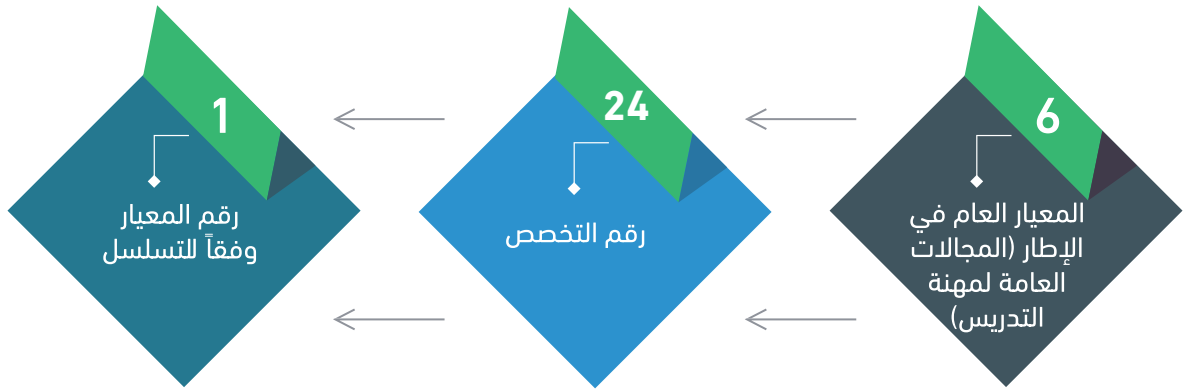 6
المعيار العام في
الإطار (المجالات
العامة لمهنة
التدريس)
24
رقم التخصص
1
رقم المعيار
وفقاً للتسلسل